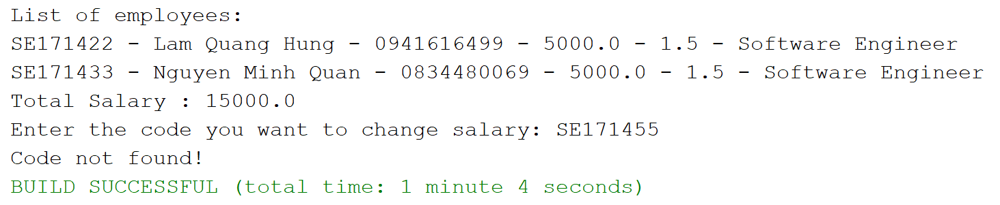 List of employees:
SE171422 - Lam Quang Hung - 0941616499 - 5000.0 - 1.5 - Software Engineer
SE171433 - Nguyen Minh Quan - 0834480069 - 5000.0 - 1.5 - Software Engineer
Total Salary : 15000.0
Enter the code you want to change salary: SE171455
Code not found!
BUILD SUCCESSFUL (total time: 1 minute 4 seconds)